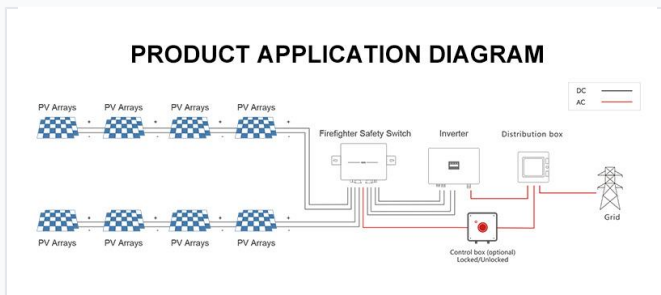 PRODUCT APPLICATION DIAGRAM
DC
AC
PV Arrays PV Arrays PV Arrays PV Arrays
+ + + +
- - - -
Firefighter Safety Switch Inverter Distribution box
Grid
+ + + +
- - - -
PV Arrays PV Arrays PV Arrays PV Arrays
Control box (optional)
Locked/Unlocked